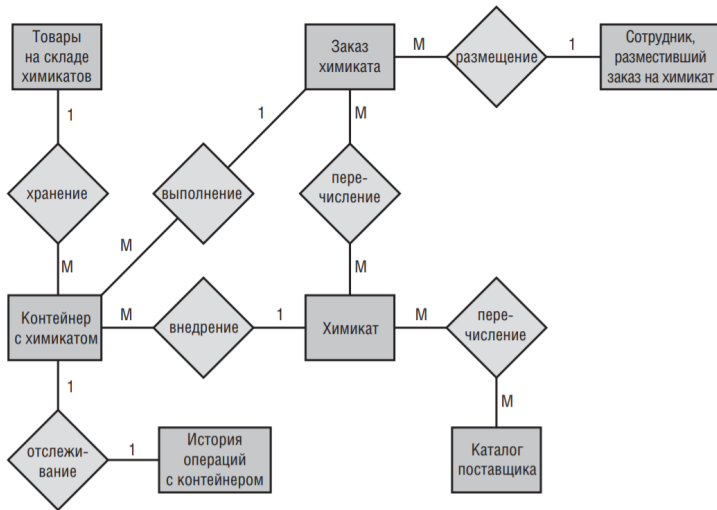 Товары
на складе
химикатов
Заказ
химиката
М
размещение
1
Сотрудник,
разместивший
заказ на химикат
1
1
М
хранение
выполнение
пере-
числение
М
М
М
Контейнер
с химикатом
М
внедрение
1
Химикат
М
пере-
числение
1
М
отслежи-
вание
1
История
операций
с контейнером
Каталог
поставщика